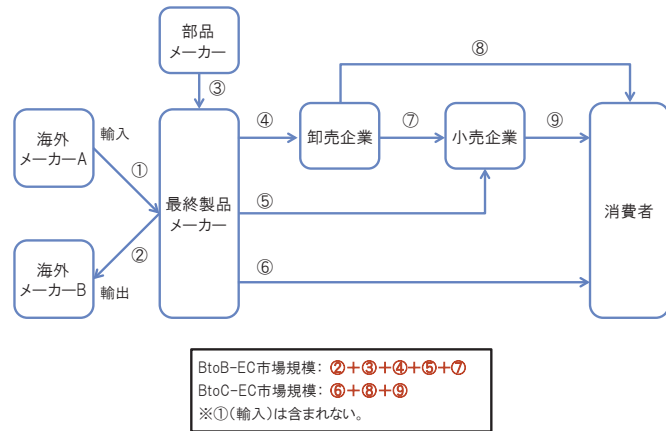 部品
メーカー
③
⑧
海外
メーカーA
輸入
①
④
卸売企業
⑦
小売企業
⑨
最終製品
メーカー
⑤
消費者
②
海外
メーカーB
輸出
⑥
BtoB-EC市場規模: ②+③+④+⑤+⑦
BtoC-EC市場規模: ⑥+⑧+⑨
※①(輸入)は含まれない。